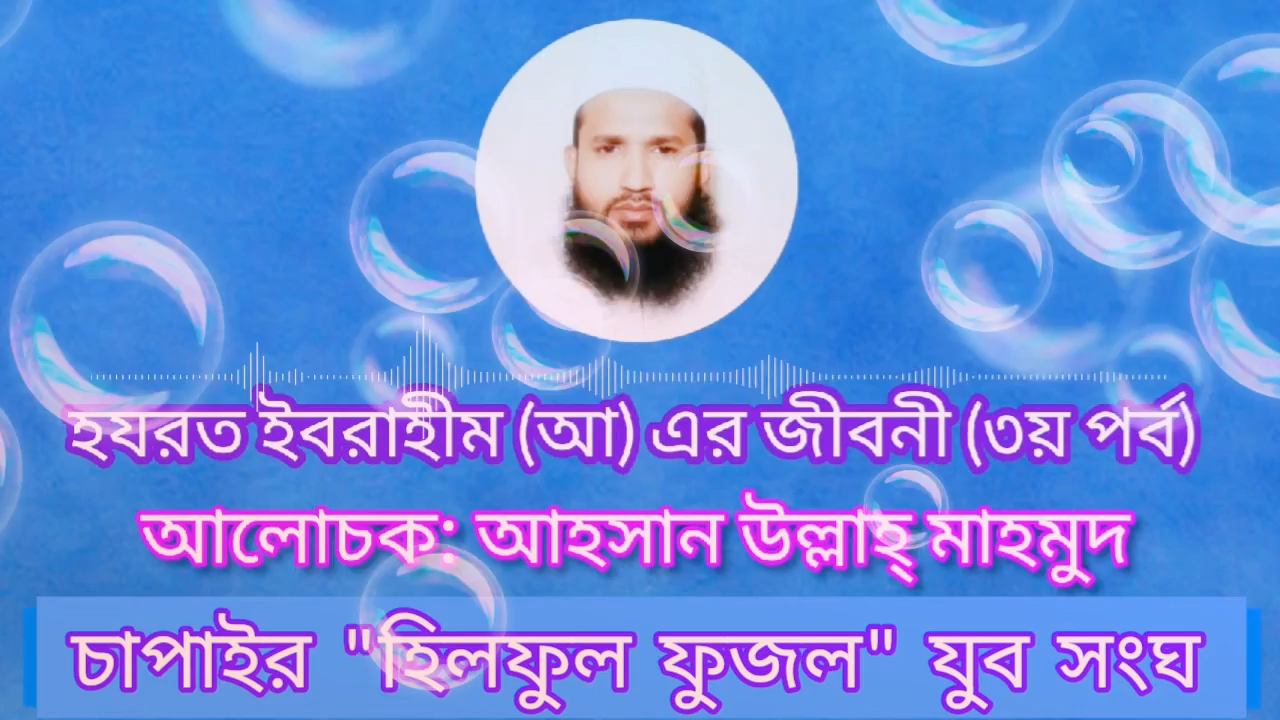 হযরত ইবরাহীম (আ) এর জীবনী (৩য় পর্ব)
আলোচক: আহসান উল্লাহ্ মাহমুদ
চাপাইর "হিলফুল ফুজল" যুব সংঘ